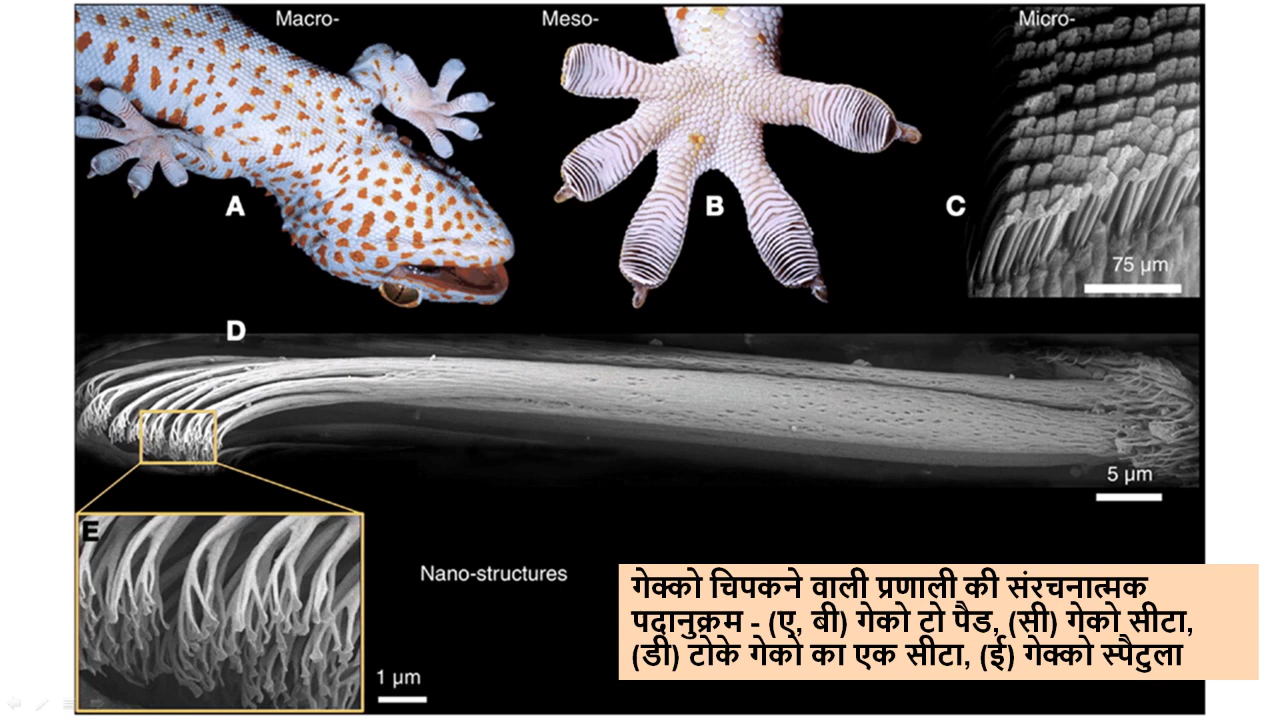 Macro-
Meso-
Micro-
A
B
C
75 µm
D
5 µm
E
Nano-structures
1 µm
गेक्को चिपकने वाली प्रणाली की संरचनात्मक
पदानुक्रम - (ए, बी) गेको टो पैड, (सी) गेको सीटा,
(डी) टोके गेको का एक सीटा, (ई) गेक्को स्पैटुला